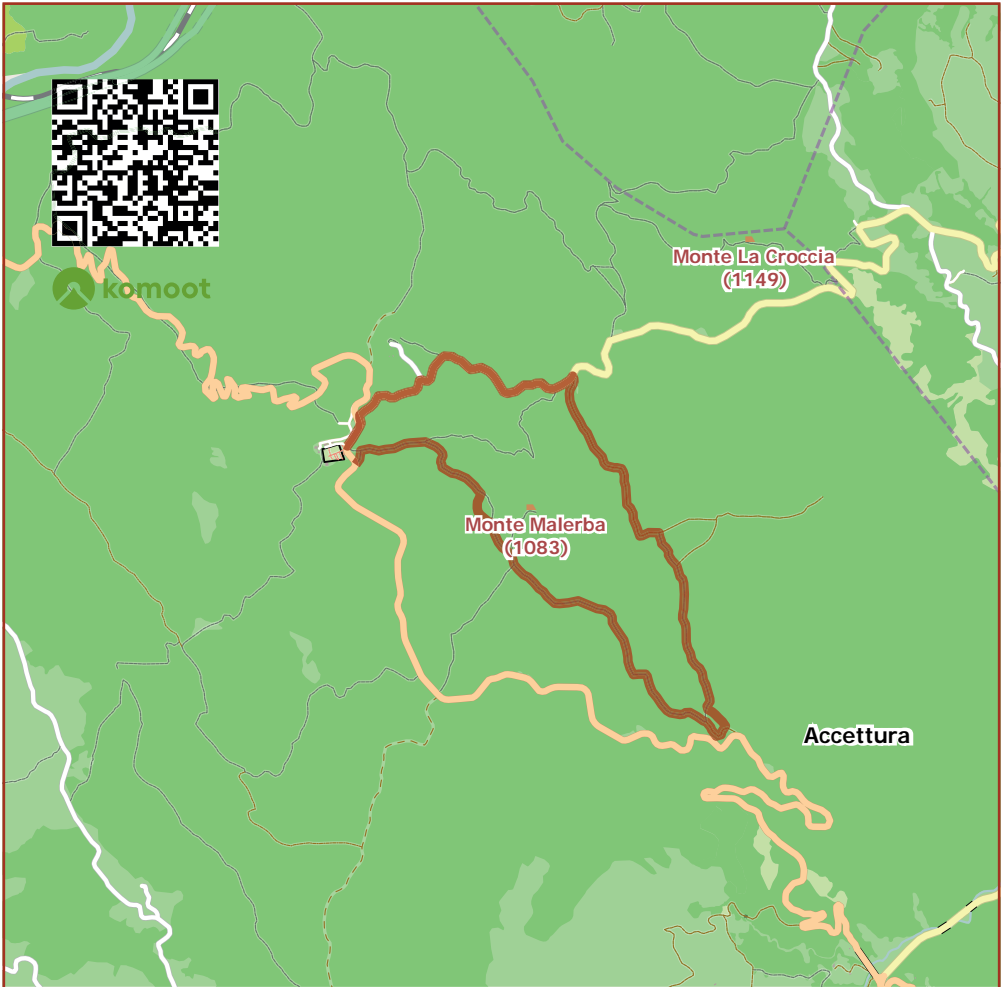 komoot
Monte La Croccia
(1149)
Monte Malerba
(1083)
Accettura